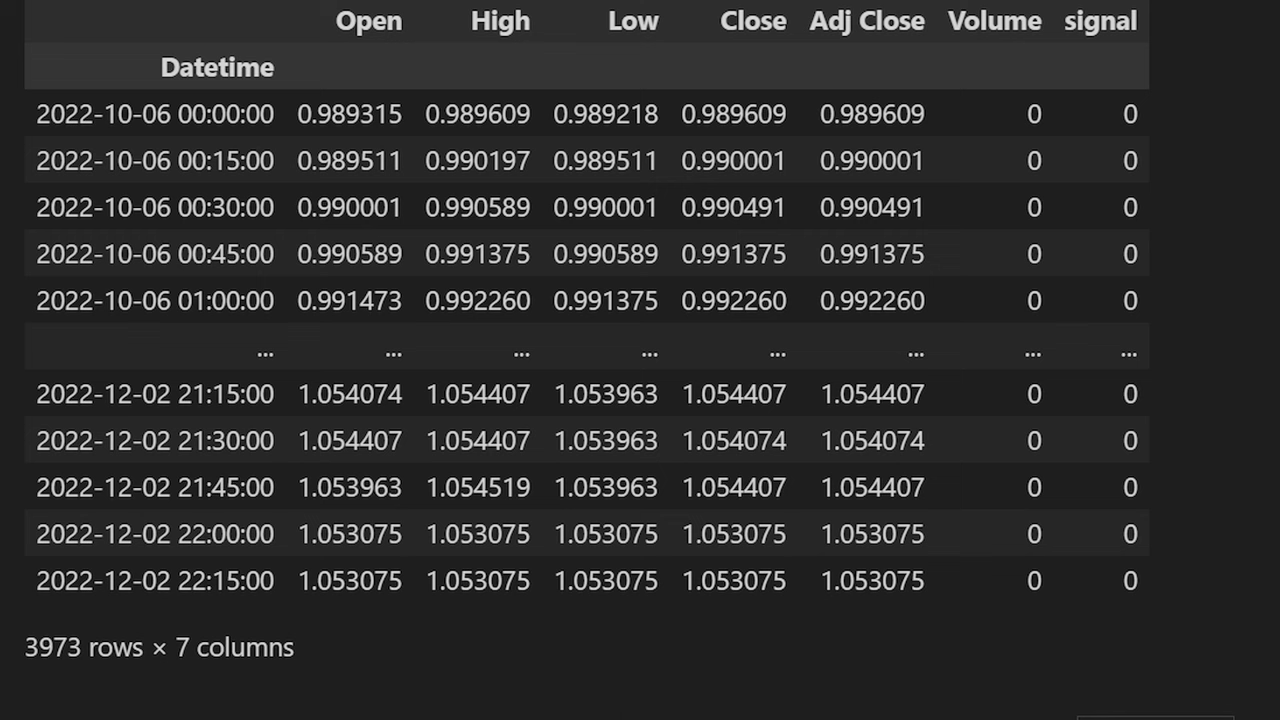 Open High Low Close Adj Close Volume signal
Datetime
2022-10-06 00:00:00 0.989315 0.989609 0.989218 0.989609 0.989609 0 0
2022-10-06 00:15:00 0.989511 0.990197 0.989511 0.990001 0.990001 0 0
2022-10-06 00:30:00 0.990001 0.990589 0.990001 0.990491 0.990491 0 0
2022-10-06 00:45:00 0.990589 0.991375 0.990589 0.991375 0.991375 0 0
2022-10-06 01:00:00 0.991473 0.992260 0.991375 0.992260 0.992260 0 0
... ... ... ... ... ... ... ...
2022-12-02 21:15:00 1.054074 1.054407 1.053963 1.054407 1.054407 0 0
2022-12-02 21:30:00 1.054407 1.054407 1.053963 1.054074 1.054074 0 0
2022-12-02 21:45:00 1.053963 1.054519 1.053963 1.054407 1.054407 0 0
2022-12-02 22:00:00 1.053075 1.053075 1.053075 1.053075 1.053075 0 0
2022-12-02 22:15:00 1.053075 1.053075 1.053075 1.053075 1.053075 0 0
3973 rows × 7 columns